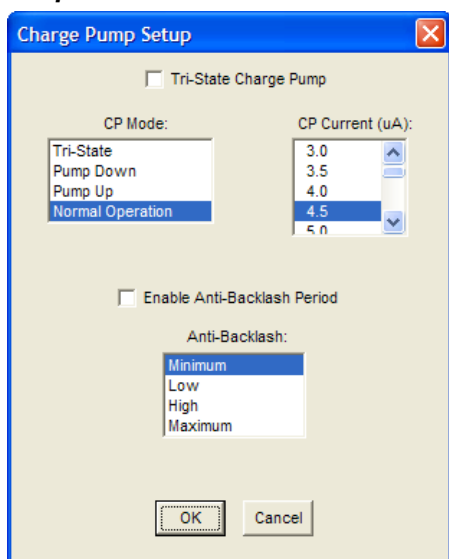 Charge Pump Setup
Tri-State Charge Pump
CP Mode:
Tri-State
Pump Down
Pump Up
Normal Operation
CP Current (uA):
3.0
3.5
4.0
4.5
5.0
Enable Anti-Backlash Period
Anti-Backlash:
Minimum
Low
High
Maximum
OK
Cancel